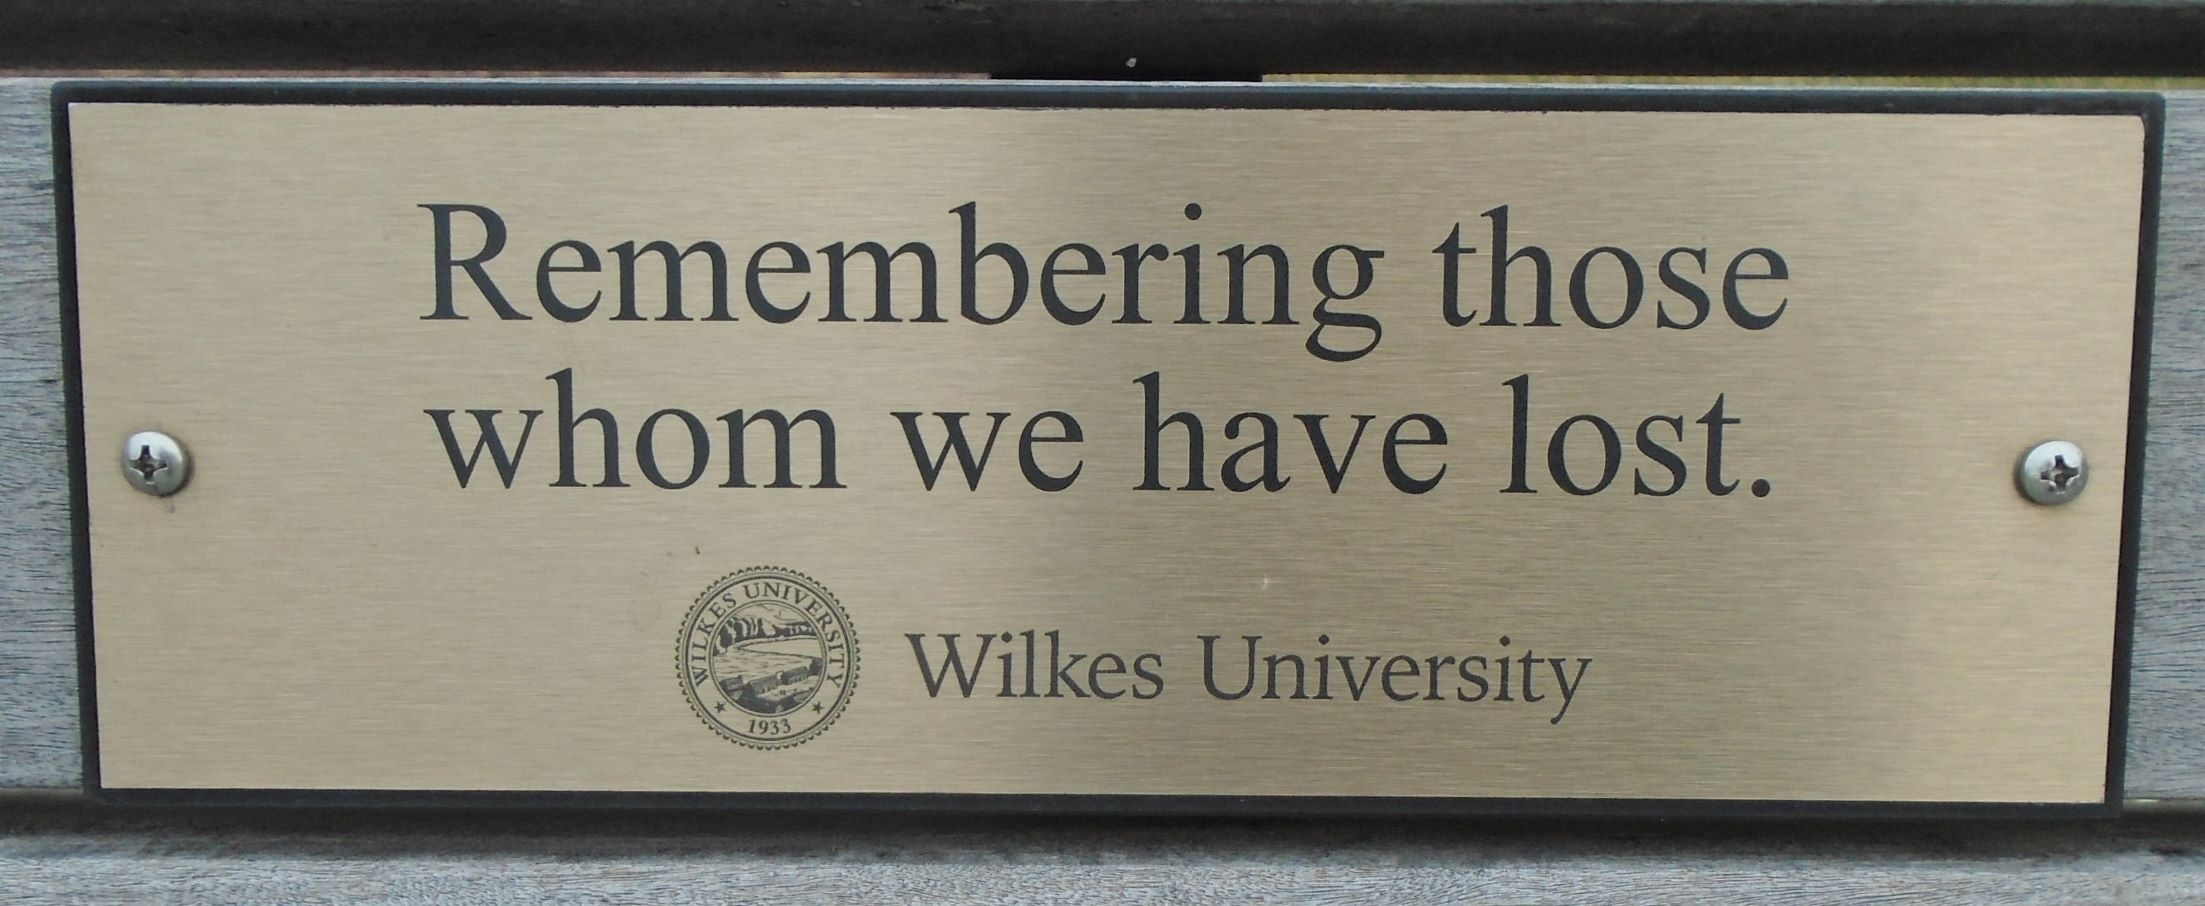 Remembering those
whom we have lost.
WILKES UNIVERSITY
1933
Wilkes University